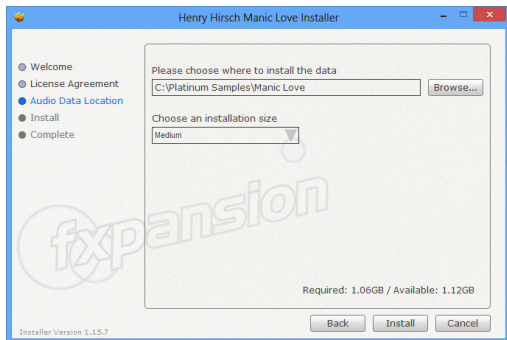 Henry Hirsch Manic Love Installer
Welcome
License Agreement
Audio Data Location
Install
Complete
Please choose where to install the data
C:\Platinum Samples\Manic Love
Browse...
Choose an installation size
Medium
fxpansion
Required: 1.06GB / Available: 1.12GB
Installer Version 1.15.7
Back
Install
Cancel